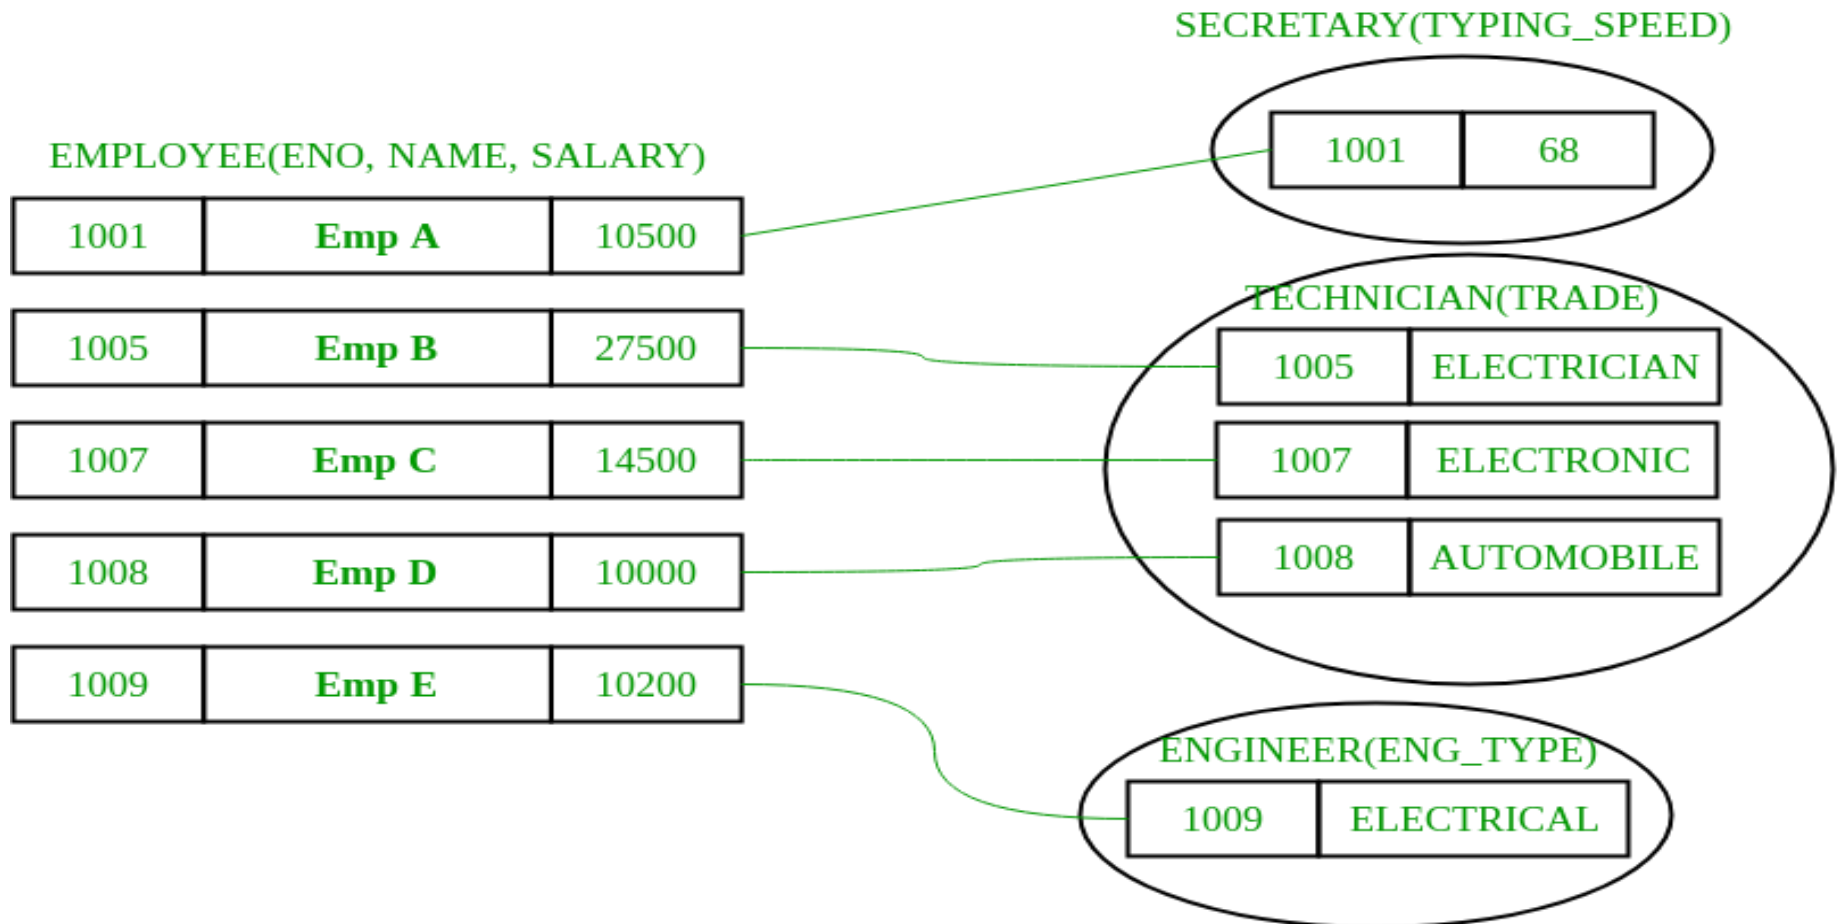 SECRETARY(TYPING_SPEED)
1001 68
EMPLOYEE(ENO, NAME, SALARY)
1001 Emp A 10500
1005 Emp B 27500
1007 Emp C 14500
1008 Emp D 10000
1009 Emp E 10200
TECHNICIAN(TRADE)
1005 ELECTRICIAN
1007 ELECTRONIC
1008 AUTOMOBILE
ENGINEER(ENG_TYPE)
1009 ELECTRICAL